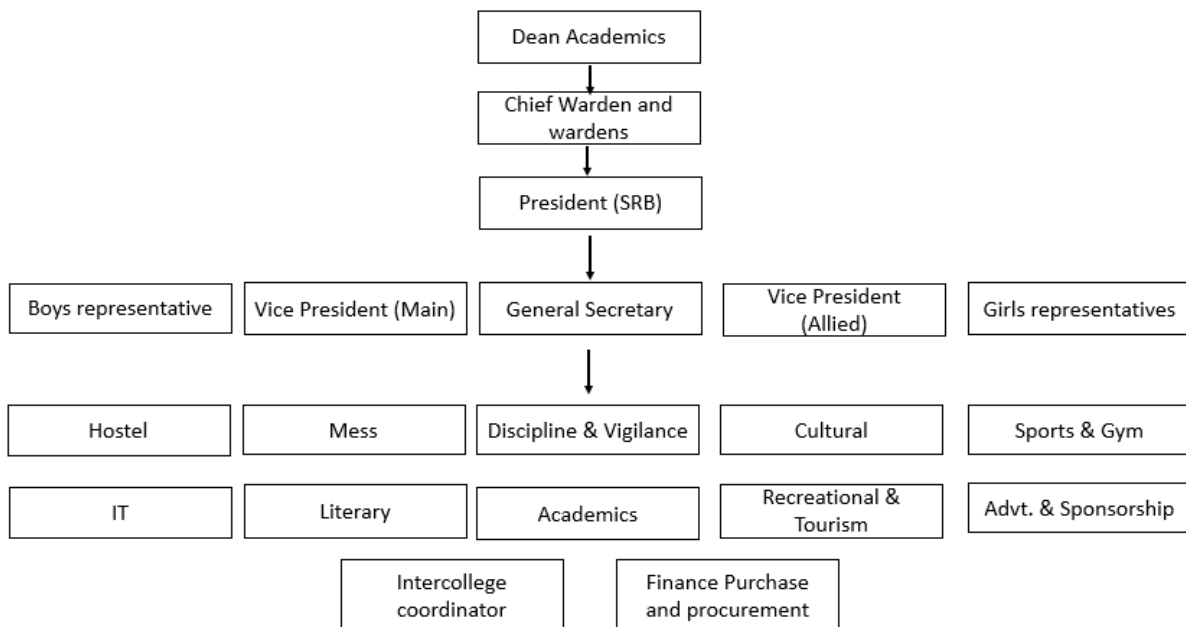 Dean Academics
Chief Warden and
wardens
President (SRB)
Boys representative
Vice President (Main)
General Secretary
Vice President
(Allied)
Girls representatives
Hostel
Mess
Discipline & Vigilance
Cultural
Sports & Gym
IT
Literary
Academics
Recreational &
Tourism
Advt. & Sponsorship
Intercollege
coordinator
Finance Purchase
and procurement